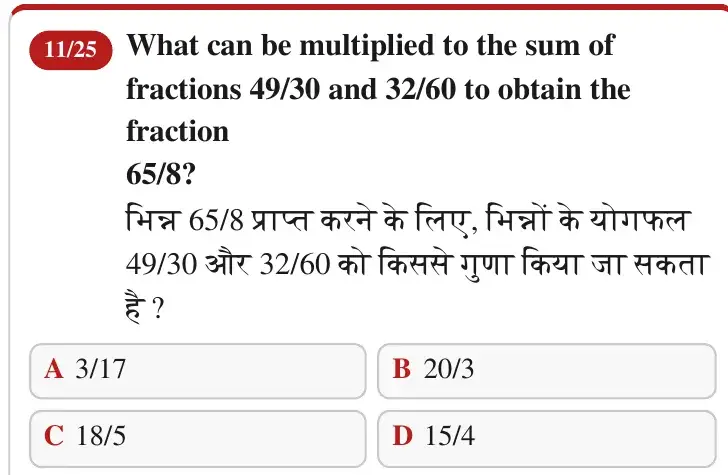 11/25 What can be multiplied to the sum of
fractions 49/30 and 32/60 to obtain the
fraction
65/8?
भिन्न 65/8 प्राप्त करने के लिए, भिन्नों के योगफल
49/30 और 32/60 को किससे गुणा किया जा सकता
है ?
A 3/17 B 20/3
C 18/5 D 15/4